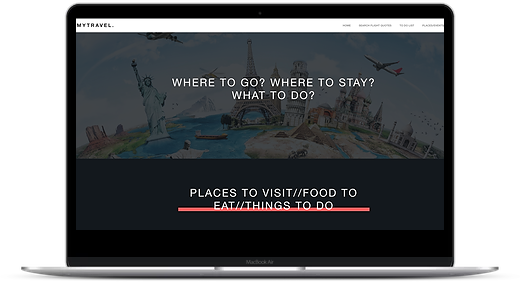 MYTRAVEL.
HOME SEARCH FLIGHT QUOTES TO DO LIST PLACES/EVENTS
WHERE TO GO? WHERE TO STAY?
WHAT TO DO?
PLACES TO VISIT//FOOD TO
EAT//THINGS TO DO
MacBook Air